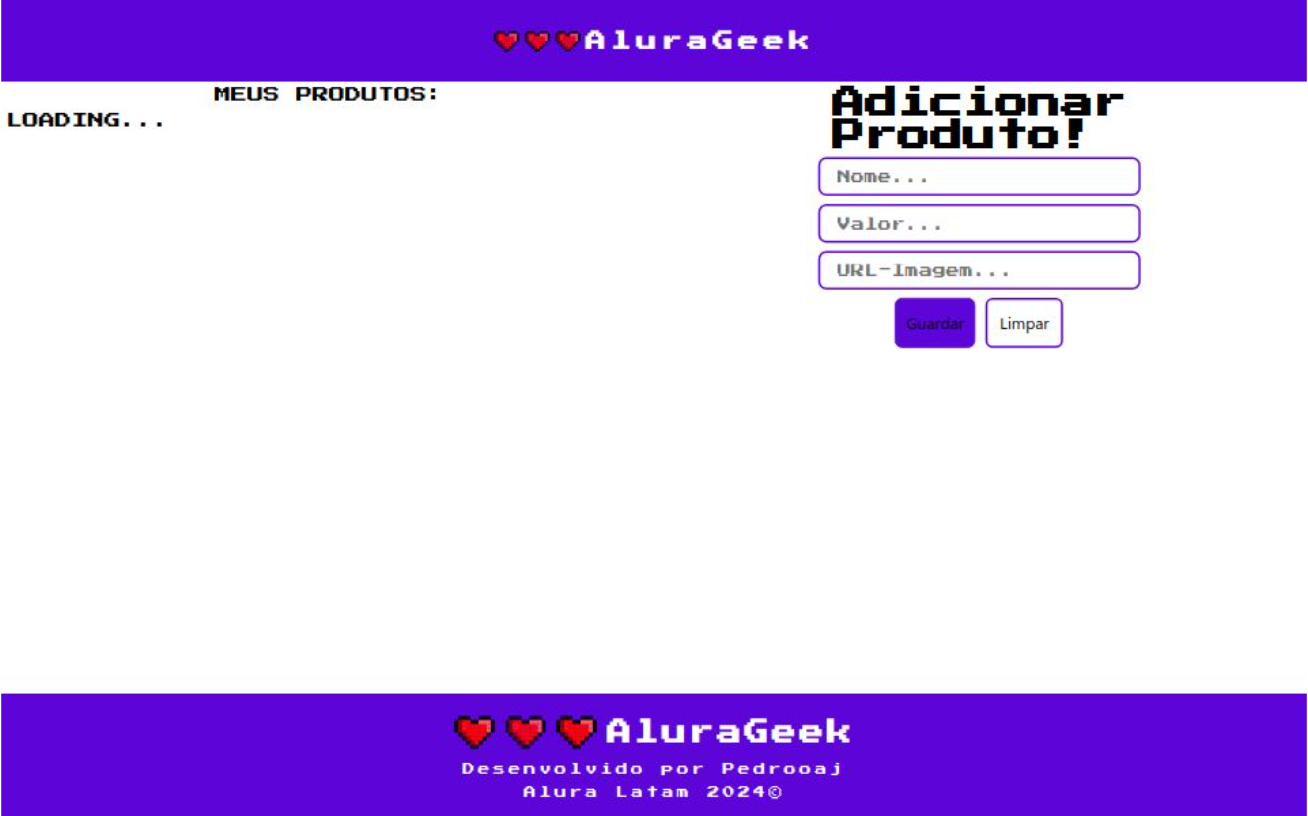 AluraGeek
MEUS PRODUTOS:
LOADING...
Adicionar
Produto!
Nome...
Valor...
URL-Imagem...
Guardar
Limpar
AluraGeek
Desenvolvido por Pedrooaj
Alura Latam 2024©